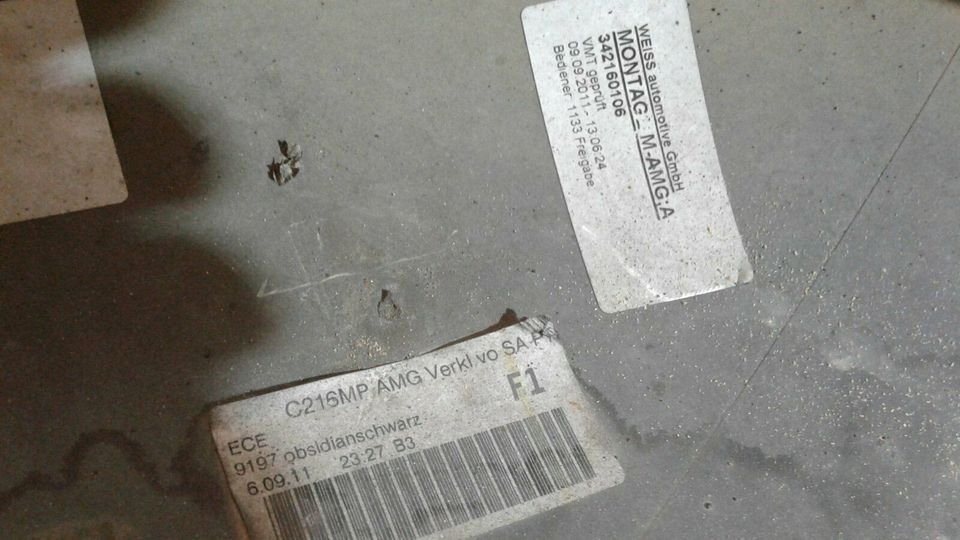 WEISS automotive GmbH
MONTAG - M-AMG;A
342160106
VMT geprüft
09.09.2011 - 13:06:24
Bediener: 1133 Freigabe
C216MP AMG Verkl vo SA
F1
ECE
9197 obsidianschwarz
6.09.11 23:27 B3